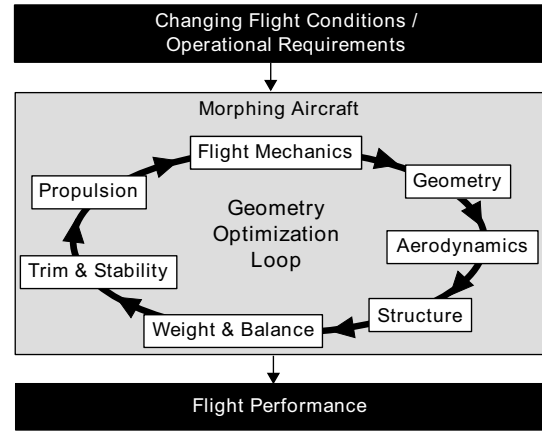 Changing Flight Conditions /
Operational Requirements
Morphing Aircraft
Flight Mechanics
Propulsion
Geometry
Geometry
Optimization
Loop
Aerodynamics
Trim & Stability
Structure
Weight & Balance
Flight Performance